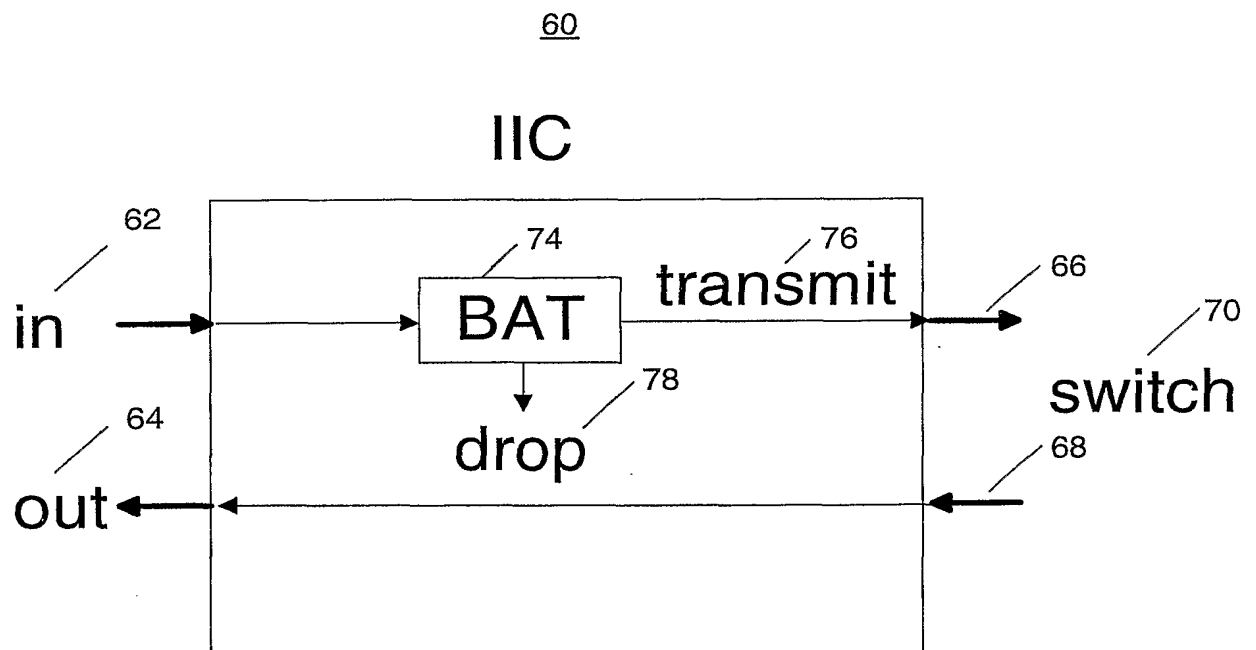 60
IIC
62
74
76
66
transmit
BAT
in
70
switch
78
64
drop
68
out